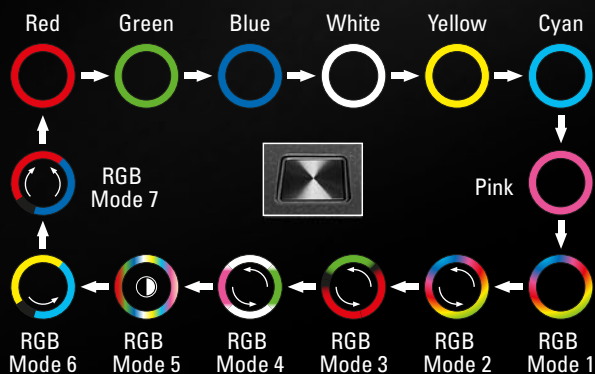 Red
Green
Blue
White
Yellow
Cyan
RGB
Mode 7
Pink
RGB
Mode 6
RGB
Mode 5
RGB
Mode 4
RGB
Mode 3
RGB
Mode 2
RGB
Mode 1